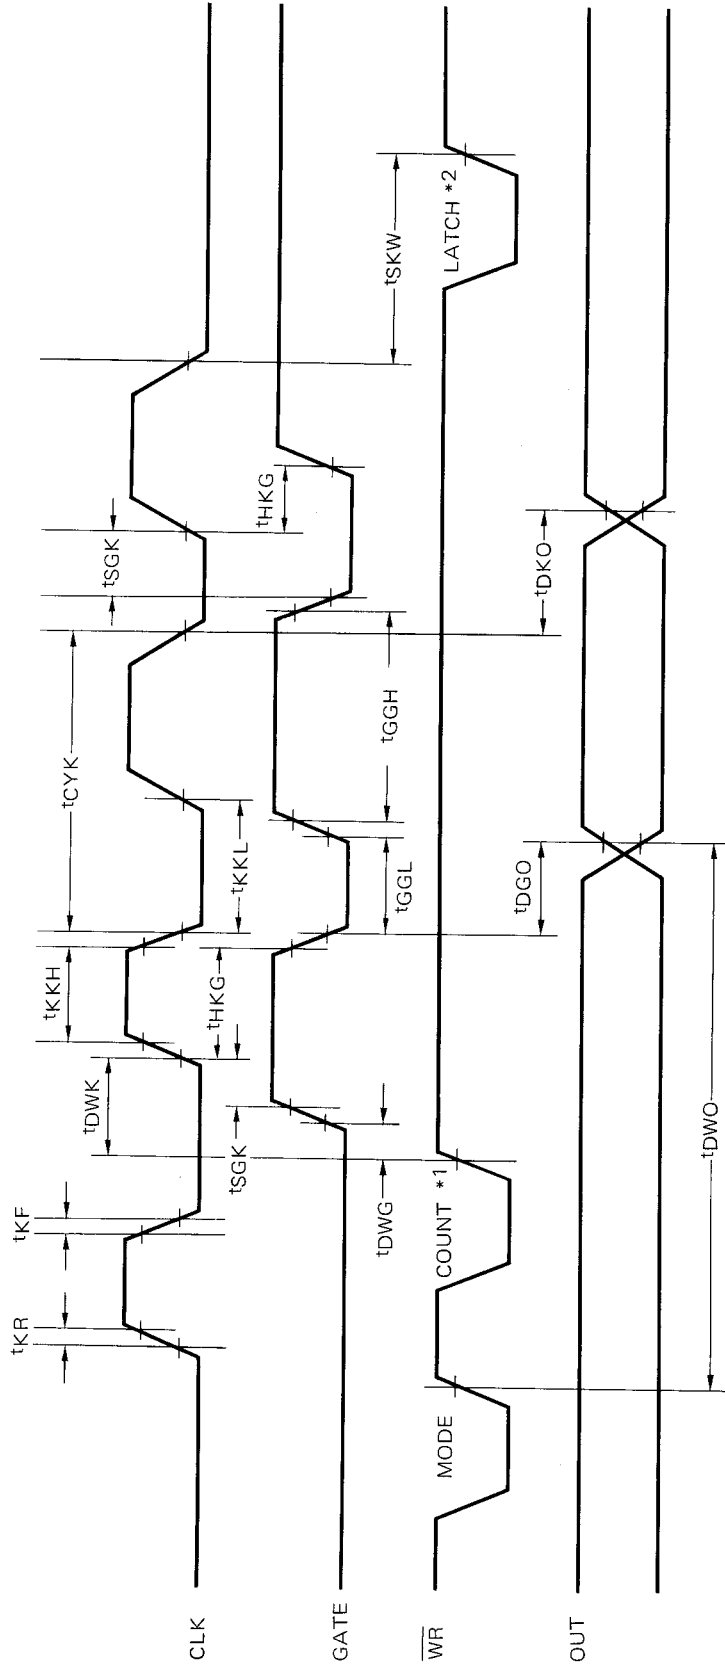 tKR
tKF
tDWK
tKKH
tCYK
tSGK
CLK
tSGK
tHKG
tKKL
tHKG
GATE
tDWG
tGGL
tGGH
tSKW
WR
MODE
COUNT *1
LATCH *2
tDGO
tDKO
OUT
tDWO